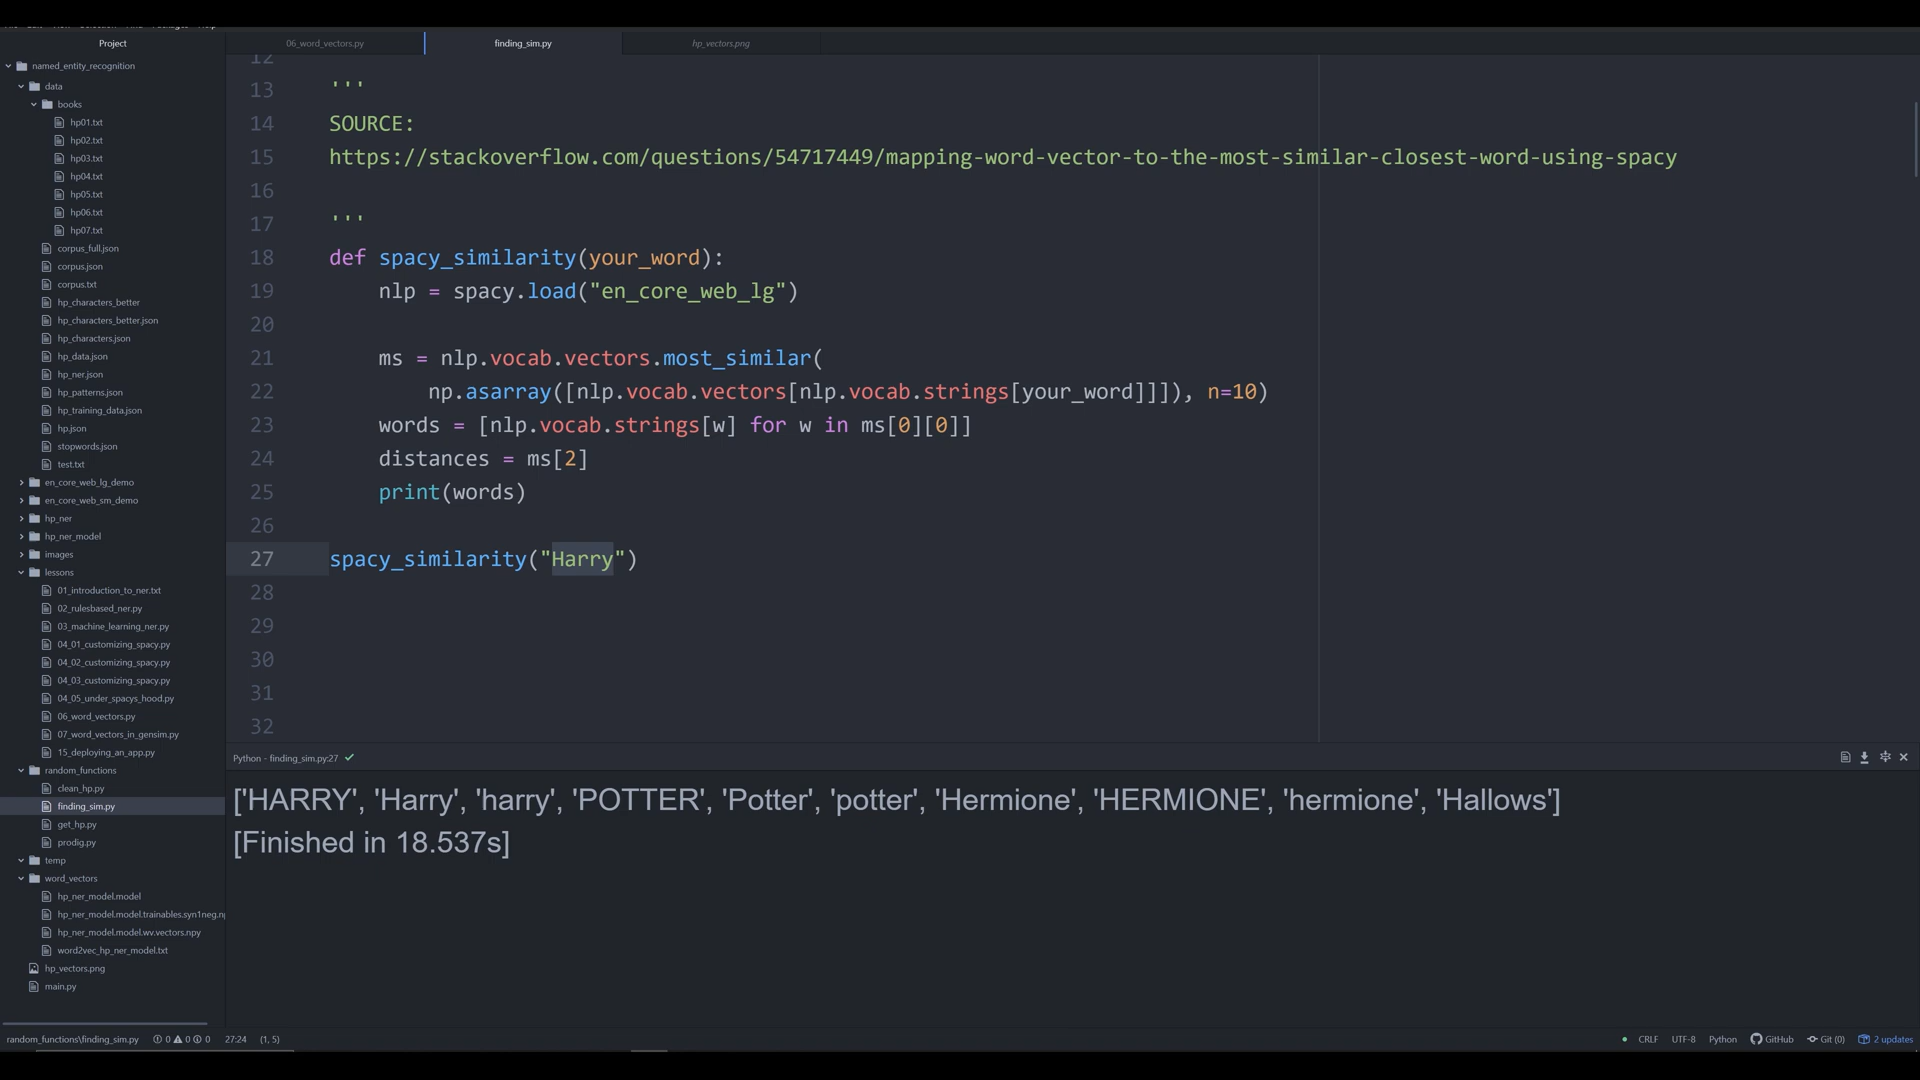 Project
06_word_vectors.py
finding_sim.py
hp_vectors.png
named_entity_recognition
data
books
hp01.txt
hp02.txt
hp03.txt
hp04.txt
hp05.txt
hp06.txt
hp07.txt
corpus_full.json
corpus.json
corpus.txt
hp_characters_better
hp_characters_better.json
hp_characters.json
hp_data.json
hp_ner.json
hp_patterns.json
hp_training_data.json
hp.json
stopwords.json
test.txt
en_core_web_lg_demo
en_core_web_sm_demo
hp_ner
hp_ner_model
images
lessons
01_introduction_to_ner.txt
02_rulesbased_ner.py
03_machine_learning_ner.py
04_01_customizing_spacy.py
04_02_customizing_spacy.py
04_03_customizing_spacy.py
04_05_under_spacys_hood.py
06_word_vectors.py
07_word_vectors_in_gensim.py
15_deploying_an_app.py
random_functions
clean_hp.py
finding_sim.py
get_hp.py
prodig.py
temp
word_vectors
hp_ner_model.model
hp_ner_model.model.trainables.syn1neg.n
hp_ner_model.model.wv.vectors.npy
word2vec_hp_ner_model.txt
hp_vectors.png
main.py
12
13 '''
14 SOURCE:
15 https://stackoverflow.com/questions/54717449/mapping-word-vector-to-the-most-similar-closest-word-using-spacy
16
17 '''
18 def spacy_similarity(your_word):
19     nlp = spacy.load("en_core_web_lg")
20
21     ms = nlp.vocab.vectors.most_similar(
22         np.asarray([nlp.vocab.vectors[nlp.vocab.strings[your_word]]]), n=10)
23     words = [nlp.vocab.strings[w] for w in ms[0][0]]
24     distances = ms[2]
25     print(words)
26
27 spacy_similarity("Harry")
28
29
30
31
32
Python - finding_sim.py:27
['HARRY', 'Harry', 'harry', 'POTTER', 'Potter', 'potter', 'Hermione', 'HERMIONE', 'hermione', 'Hallows']
[Finished in 18.537s]
random_functions\finding_sim.py 0 0 0 27:24 (1, 5)
CRLF UTF-8 Python GitHub Git (0) 2 updates